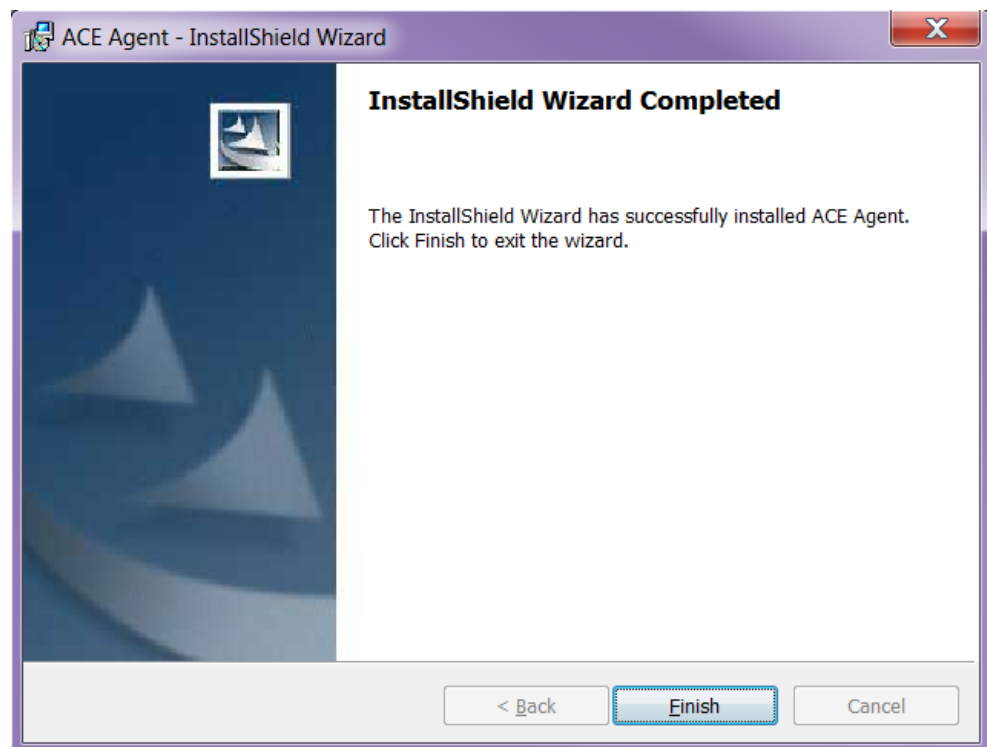 ACE Agent - InstallShield Wizard
X
InstallShield Wizard Completed
The InstallShield Wizard has successfully installed ACE Agent.
Click Finish to exit the wizard.
< Back
Finish
Cancel